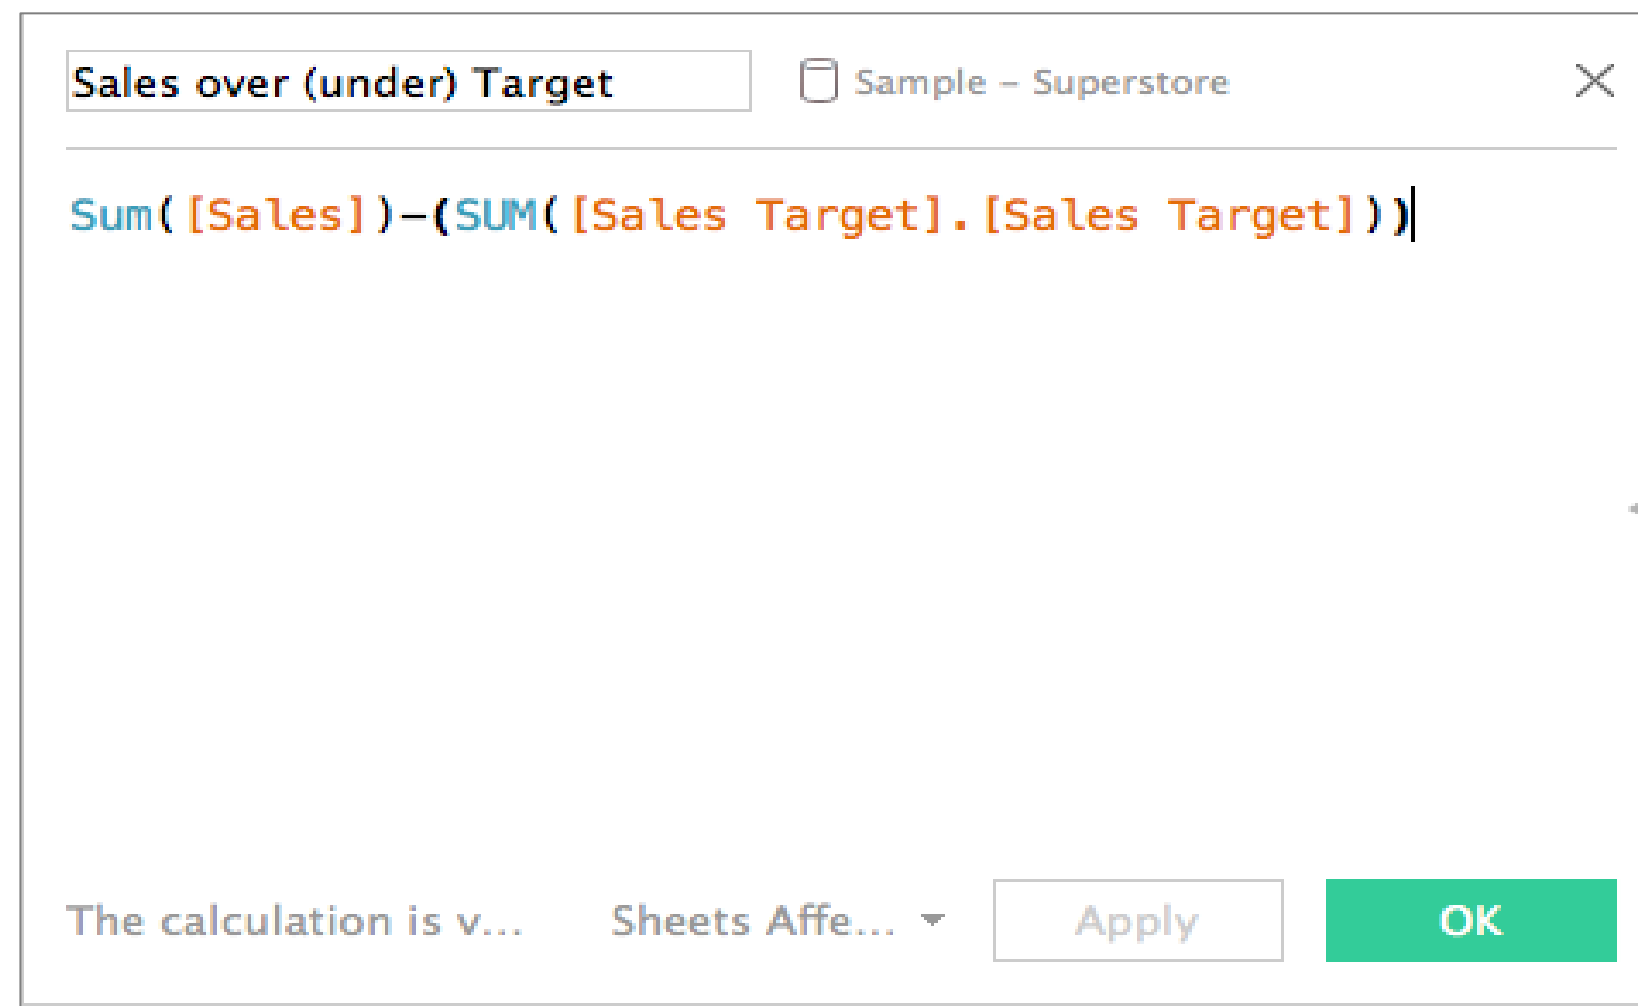 Sales over (under) Target Sample – Superstore
Sum([Sales])-(SUM([Sales Target].[Sales Target]))
The calculation is v... Sheets Affe... Apply OK